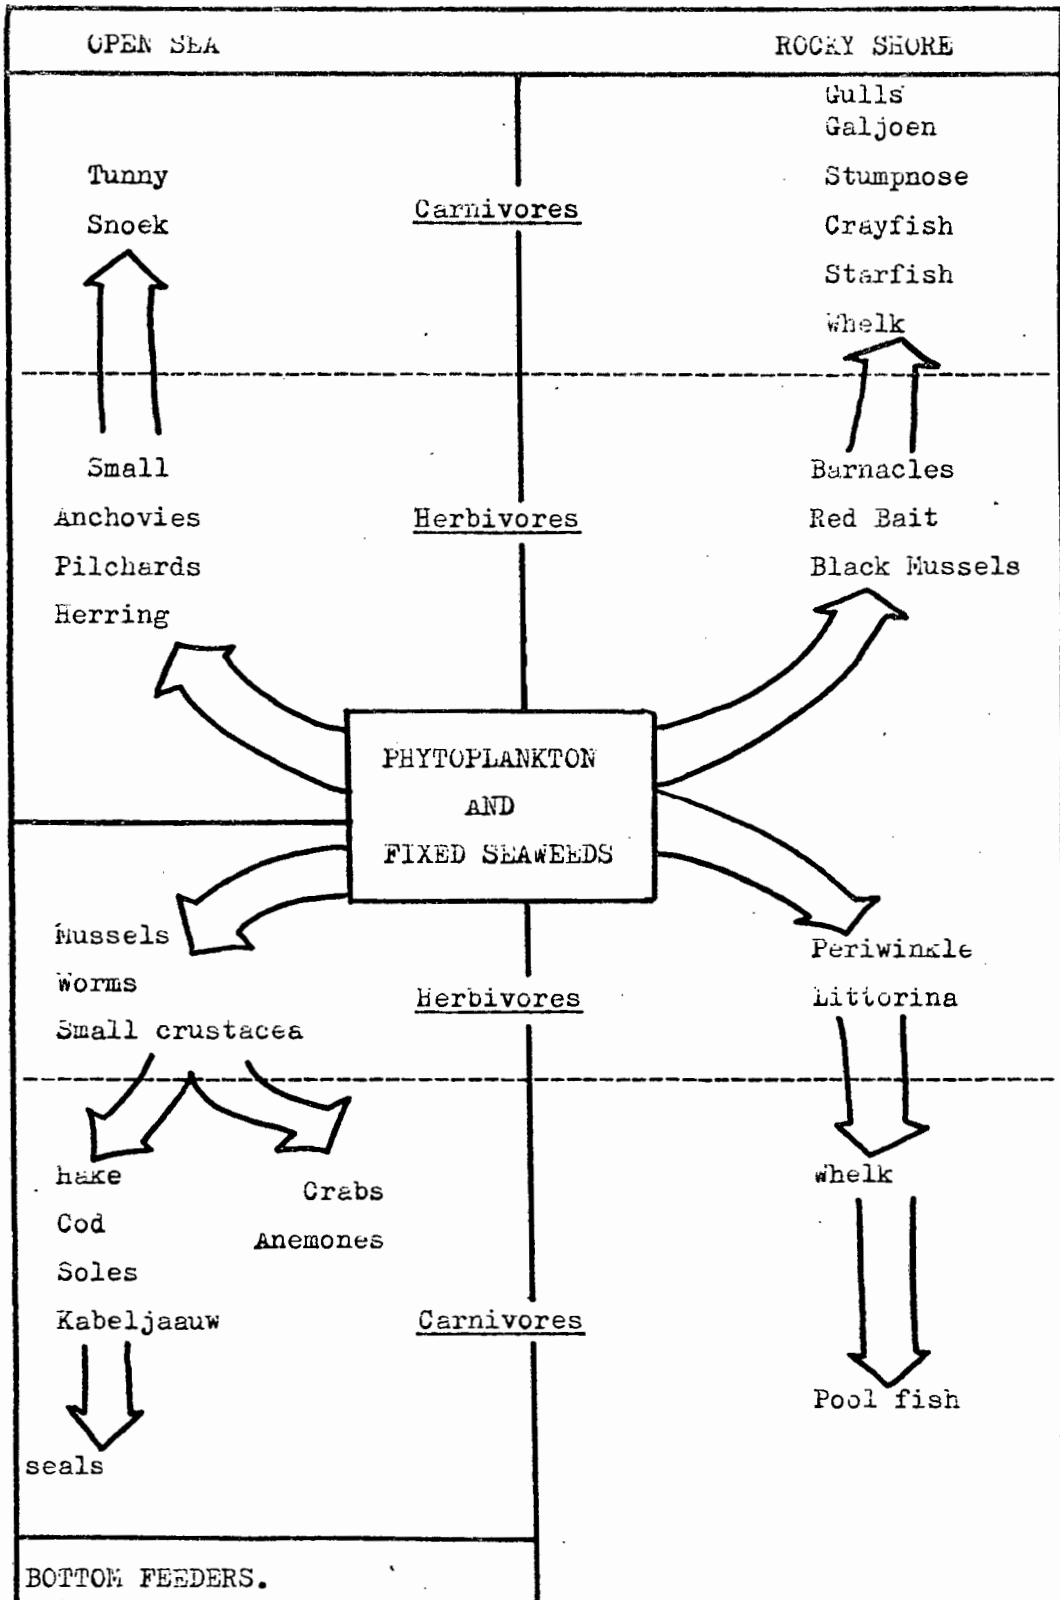 OPEN SEA
ROCKY SHORE
Gulls
Galjoen
Stumpnose
Crayfish
Starfish
Whelk
Tunny
Snoek
Carnivores
Small
Anchovies
Pilchards
Herring
Herbivores
Barnacles
Red Bait
Black Mussels
PHYTOPLANKTON
AND
FIXED SEAWEEDS
Mussels
Worms
Small crustacea
Herbivores
Periwinkle
Littorina
hake
Cod
Soles
Kabeljaauw
Crabs
Anemones
Carnivores
Whelk
Pool fish
seals
BOTTOM FEEDERS.